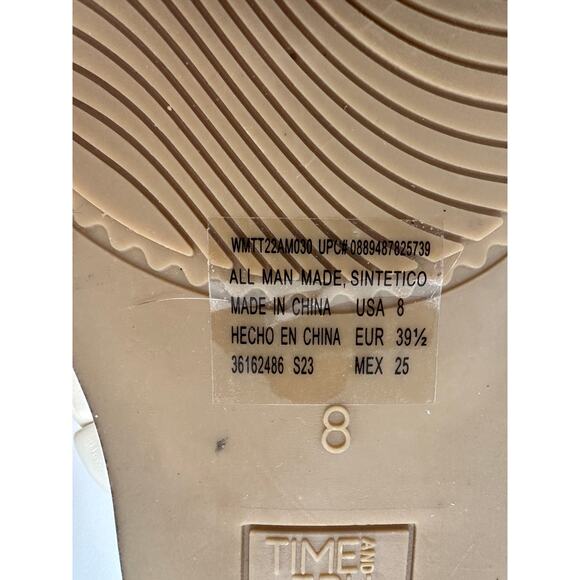 WMTT22AM030 UPC# 0889487825739
ALL MAN MADE, SINTETICO
MADE IN CHINA USA 8
HECHO EN CHINA EUR 39½
36162486 S23 MEX 25
8
TIME AND